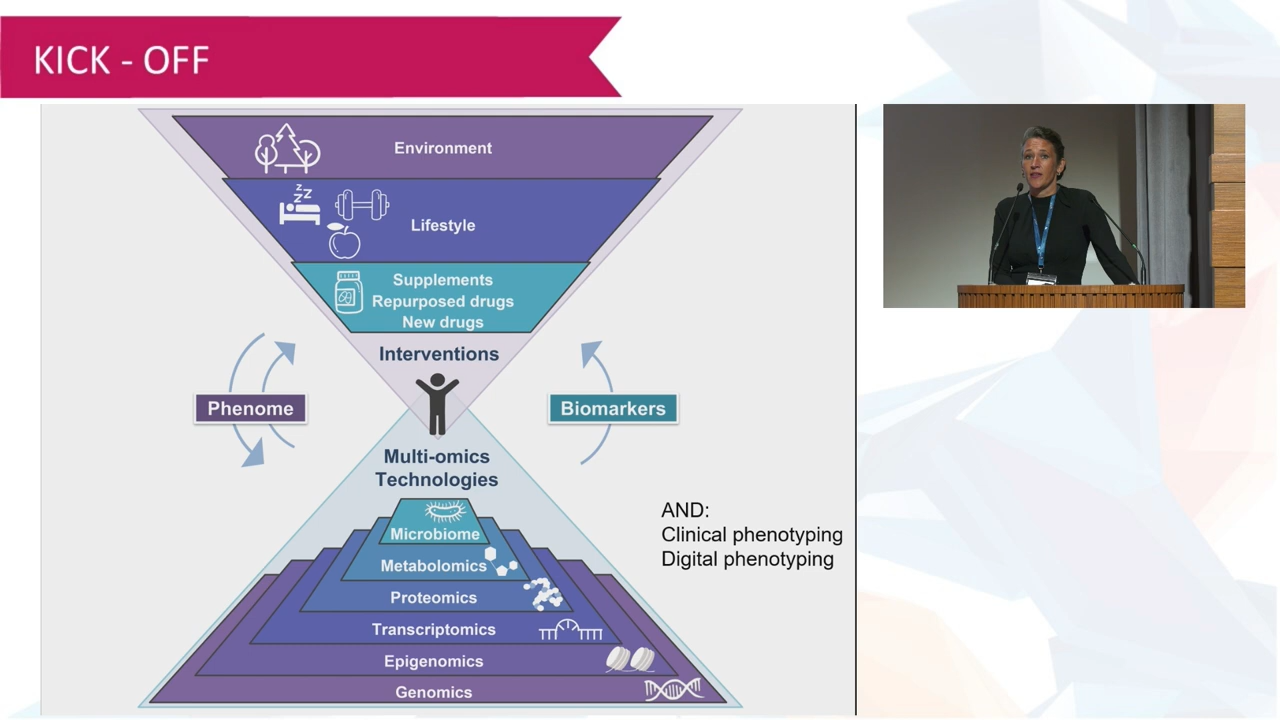 KICK - OFF
Environment
zzZ
Lifestyle
Supplements
Repurposed drugs
New drugs
Interventions
Phenome
Biomarkers
Multi-omics
Technologies
Microbiome
Metabolomics
Proteomics
Transcriptomics
Epigenomics
Genomics
AND:
Clinical phenotyping
Digital phenotyping